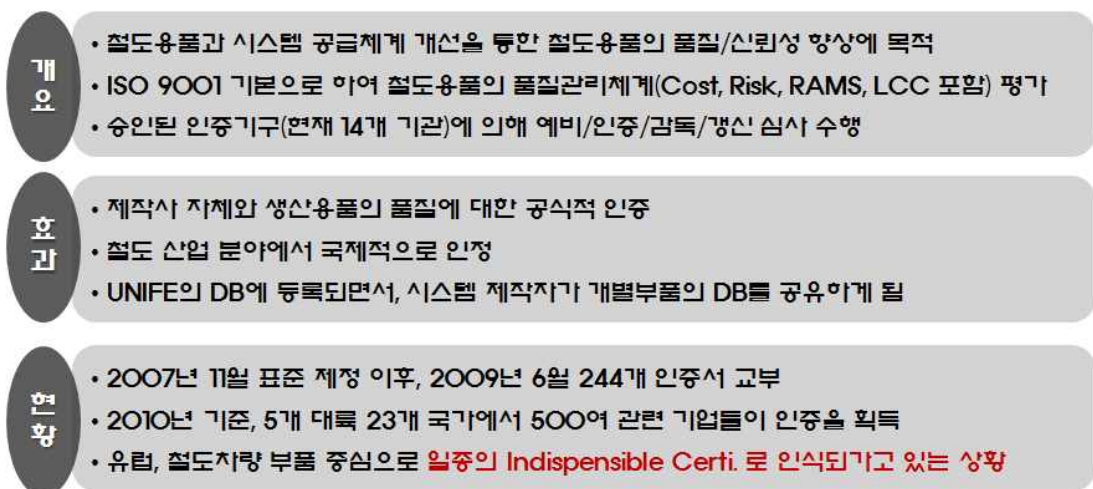 개요
• 철도용품과 시스템 공급체계 개선을 통한 철도용품의 품질/신뢰성 향상에 목적
• ISO 9001 기본으로 하여 철도용품의 품질관리체계(Cost, Risk, RAMS, LCC 포함) 평가
• 승인된 인증기구(현재 14개 기관)에 의해 예비/인증/감독/갱신 심사 수행
효과
• 제작사 자체와 생산용품의 품질에 대한 공식적 인증
• 철도 산업 분야에서 국제적으로 인정
• UNIFE의 DB에 등록되면서, 시스템 제작자가 개별부품의 DB를 공유하게 됨
현황
• 2007년 11월 표준 제정 이후, 2009년 6월 244개 인증서 교부
• 2010년 기준, 5개 대륙 23개 국가에서 500여 관련 기업들이 인증을 획득
• 유럽, 철도차량 부품 중심으로 일종의 Indispensible Certi. 로 인식되가고 있는 상황